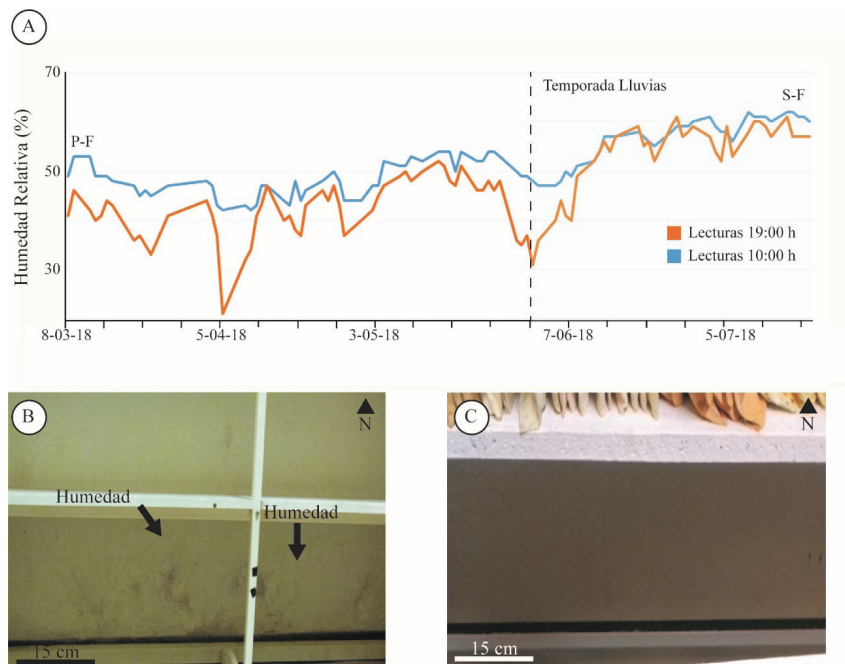 A
Humedad Relativa (%)
70
50
30
P-F
Temporada Lluvias
S-F
Lecturas 19:00 h
Lecturas 10:00 h
8-03-18
5-04-18
3-05-18
7-06-18
5-07-18
B
N
Humedad
Humedad
15 cm
C
N
15 cm